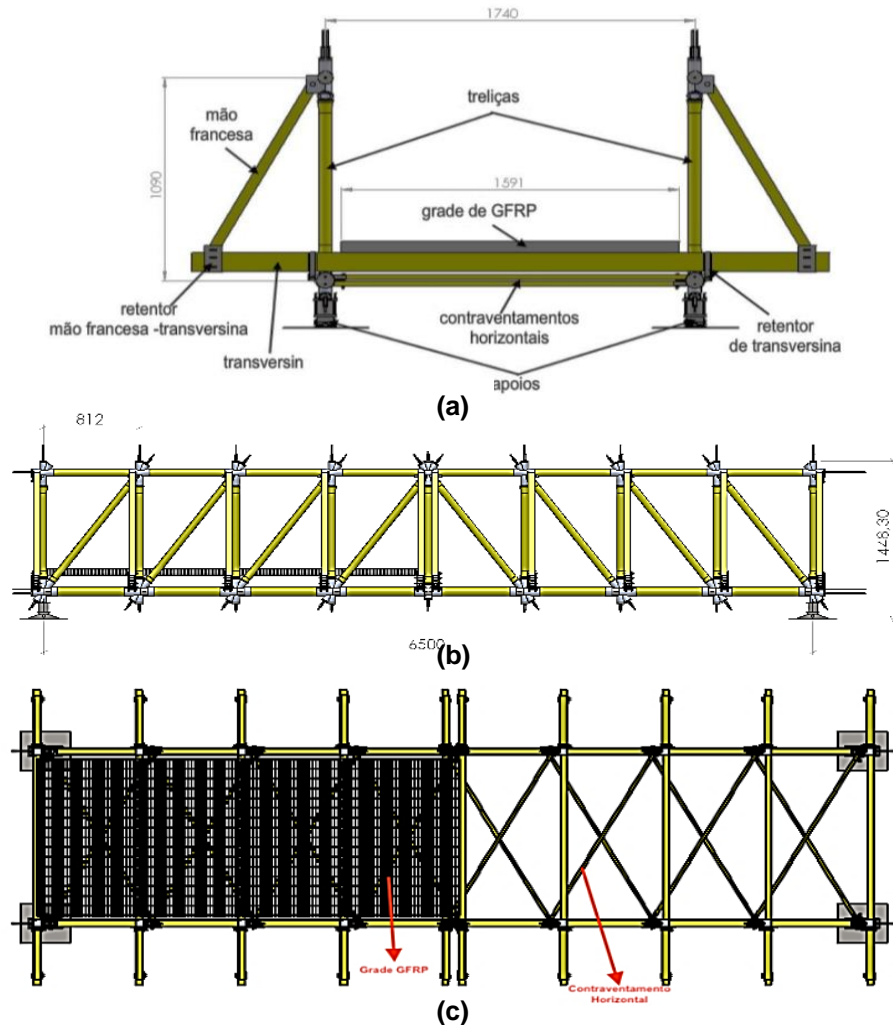 1740
mão
francesa
treliças
1090
1591
grade de GFRP
retentor
mão francesa -transversina
transversin
contraventamentos
horizontais
retentor
de transversina
apoios
(a)
812
1448,30
6500
(b)
Grade GFRP
Contraventamento
Horizontal
(c)